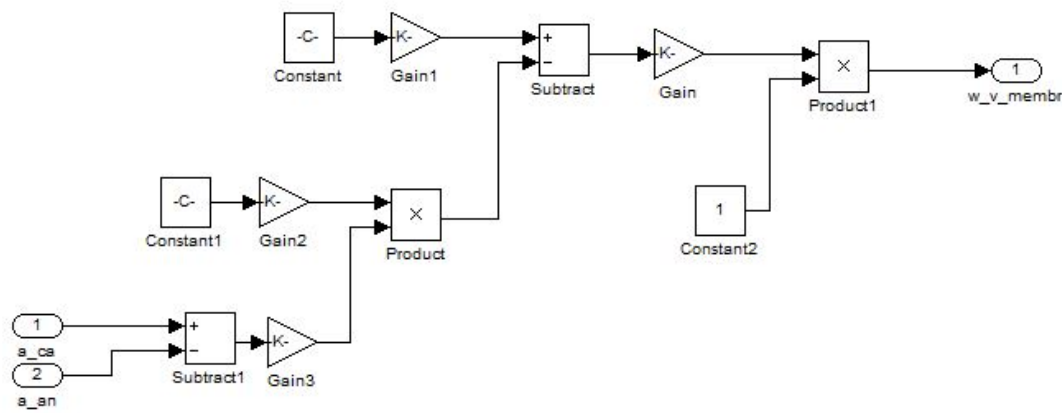 -C-
Constant
K-
Gain1
+
−
Subtract
K-
Gain
×
Product1
1
w_v_membr
-C-
Constant1
K-
Gain2
×
Product
1
Constant2
1
a_ca
2
a_an
+
−
Subtract1
K-
Gain3